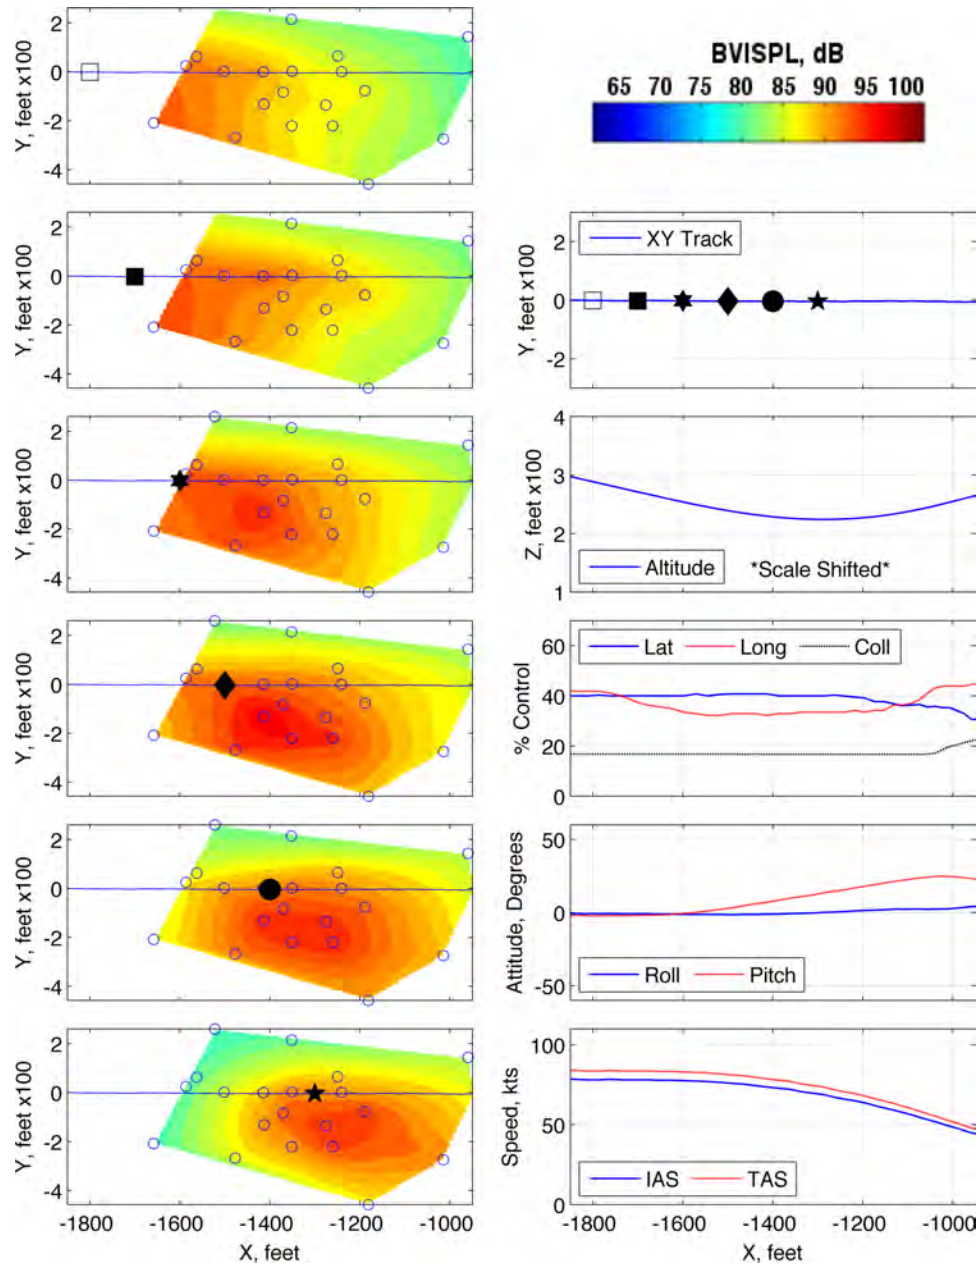 2
0
-2
-4
Y, feet x100
BVISPL, dB
65 70 75 80 85 90 95 100
2
0
-2
-4
Y, feet x100
2
0
-2
Y, feet x100
XY Track
2
0
-2
-4
Y, feet x100
4
3
2
1
Z, feet x100
Altitude *Scale Shifted*
2
0
-2
-4
Y, feet x100
60
40
20
0
% Control
Lat Long Coll
2
0
-2
-4
Y, feet x100
50
0
-50
Attitude, Degrees
Roll Pitch
2
0
-2
-4
Y, feet x100
-1800 -1600 -1400 -1200 -1000
X, feet
100
50
0
Speed, kts
IAS TAS
-1800 -1600 -1400 -1200 -1000
X, feet